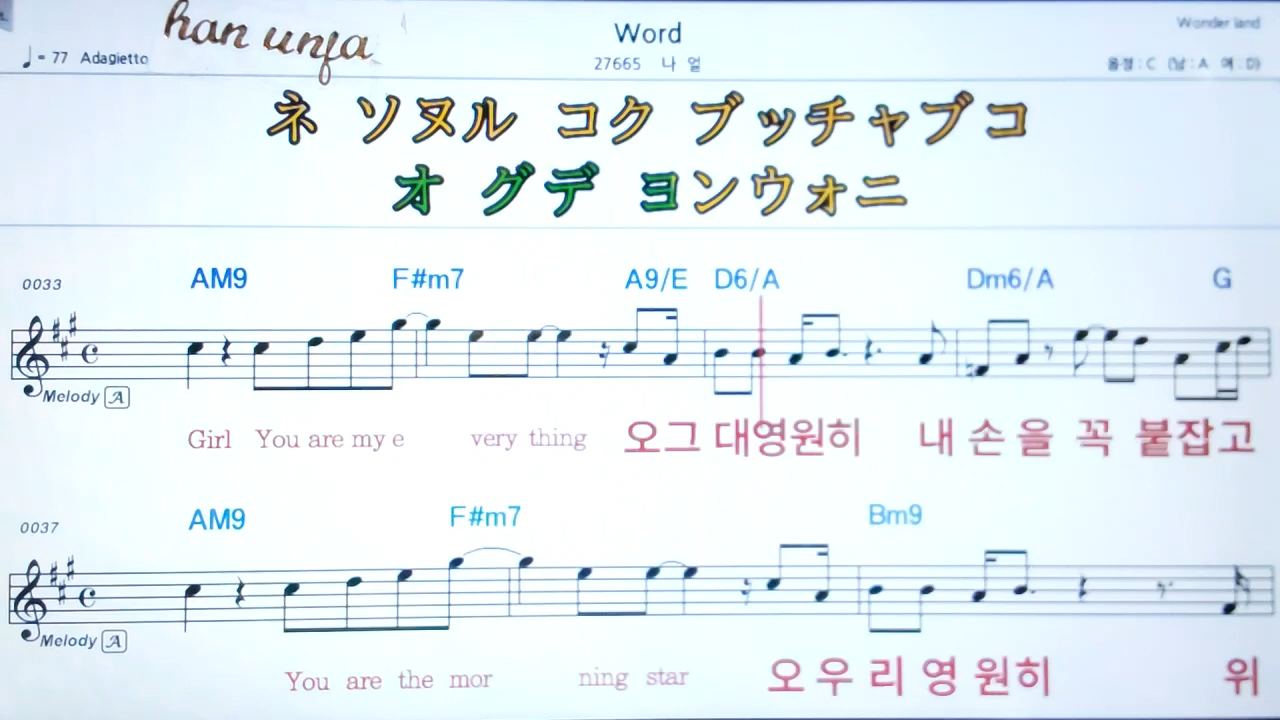 han unja
Word
Wonder land
♩= 77 Adagietto
27665 나 얼
음정 : C (남 : A 여 : D)
ネ ソヌル コク ブッチャブコ
オ グデ ヨンウォニ
0033
AM9 F#m7 A9/E D6/A Dm6/A G
Melody A
Girl You are my e very thing 오그 대영원히 내 손 을 꼭 붙잡고
0037
AM9 F#m7 Bm9
Melody A
You are the mor ning star 오 우 리 영 원히 위